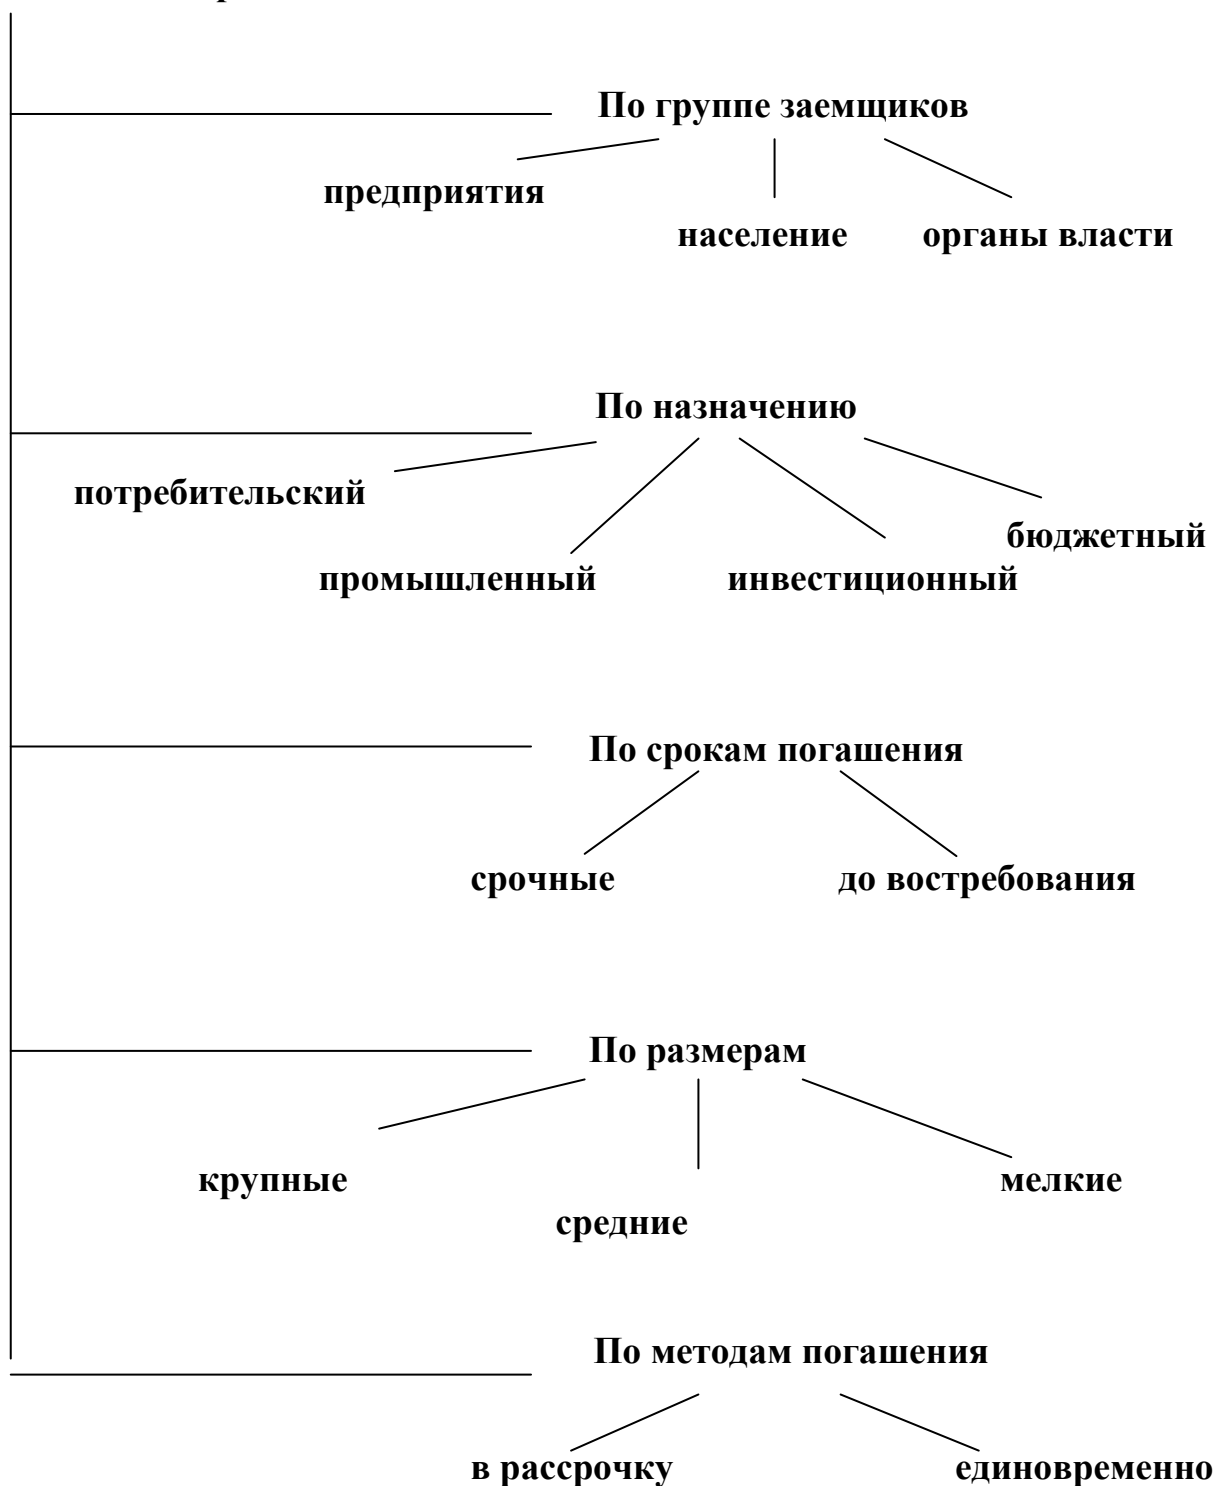 По группе заемщиков
предприятия
население органы власти
По назначению
потребительский
бюджетный
промышленный инвестиционный
По срокам погашения
срочные до востребования
По размерам
крупные мелкие
средние
По методам погашения
в рассрочку единовременно